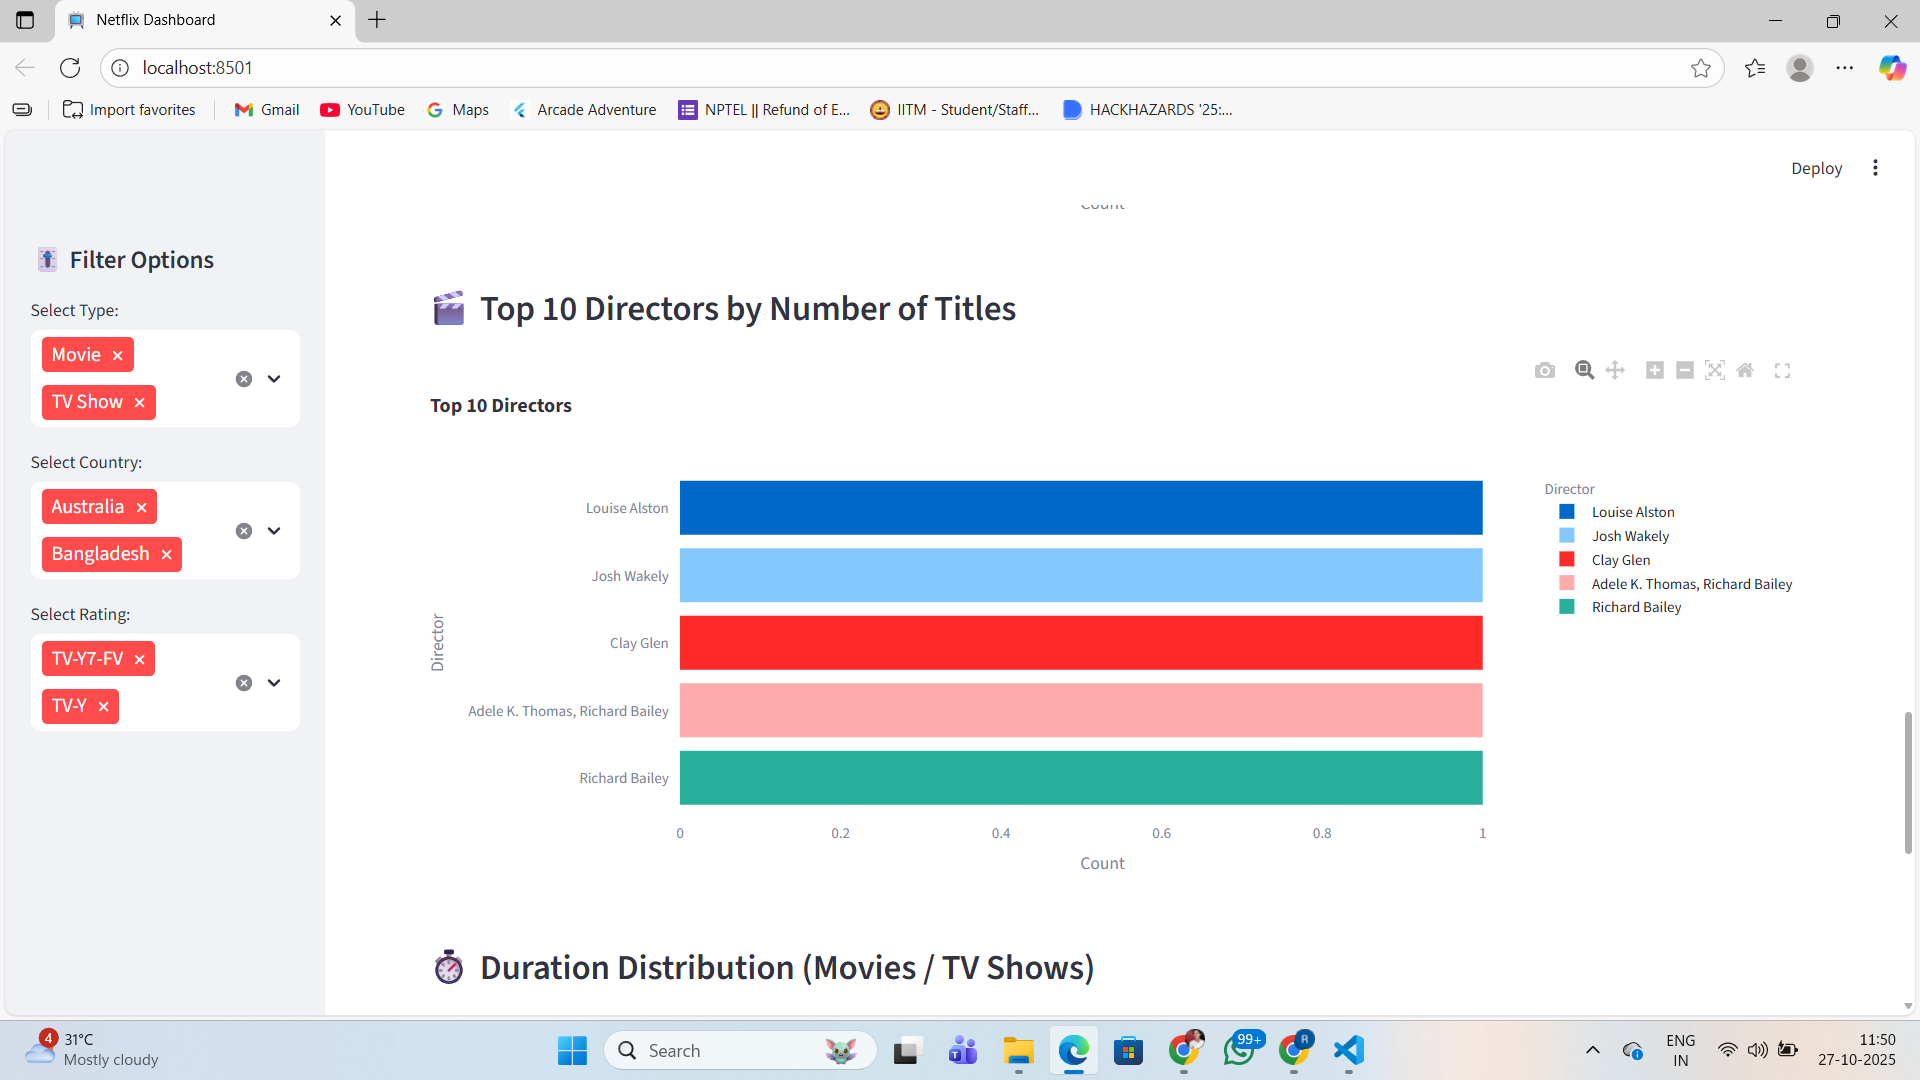 Netflix Dashboard
localhost:8501
Import favorites
Gmail
YouTube
Maps
Arcade Adventure
NPTEL || Refund of E...
IITM - Student/Staff...
HACKHAZARDS '25:...
Deploy
Count
Filter Options
Select Type:
Movie
TV Show
Select Country:
Australia
Bangladesh
Select Rating:
TV-Y7-FV
TV-Y
Top 10 Directors by Number of Titles
Top 10 Directors
Director
Louise Alston
Josh Wakely
Clay Glen
Adele K. Thomas, Richard Bailey
Richard Bailey
0 0.2 0.4 0.6 0.8 1
Count
Director
Louise Alston
Josh Wakely
Clay Glen
Adele K. Thomas, Richard Bailey
Richard Bailey
Duration Distribution (Movies / TV Shows)
4
31°C
Mostly cloudy
Search
T
99+
R
ENG
IN
11:50
27-10-2025